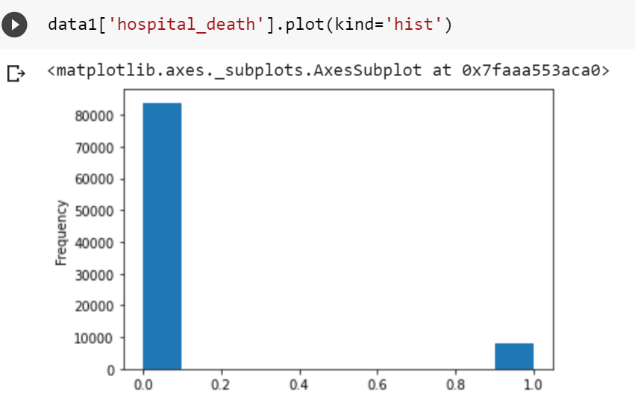 data1['hospital_death'].plot(kind='hist')
<matplotlib.axes._subplots.AxesSubplot at 0x7faaa553aca0>
80000
70000
60000
50000
40000
30000
20000
10000
0
Frequency
0.0 0.2 0.4 0.6 0.8 1.0